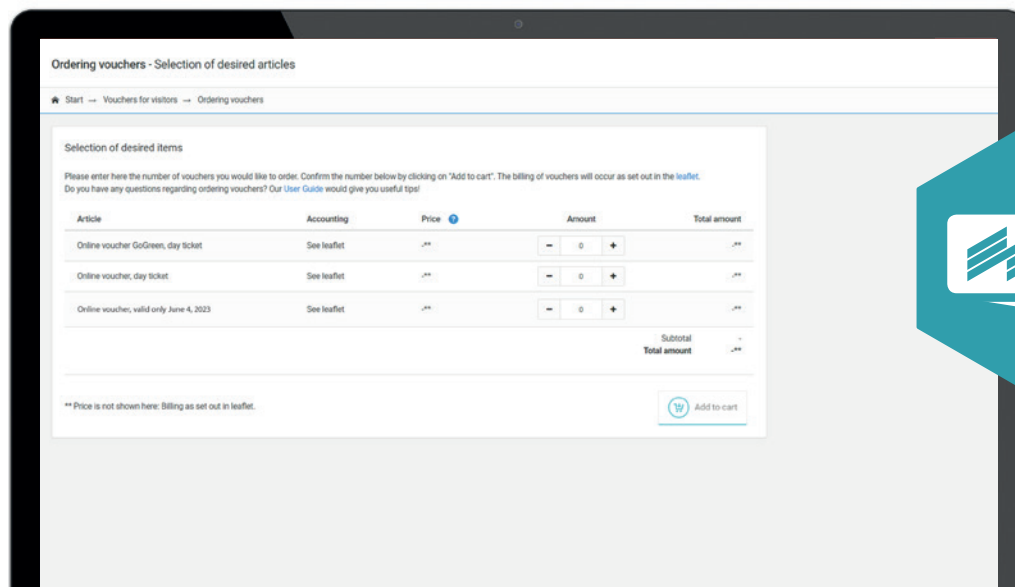 Ordering vouchers - Selection of desired articles
Start → Vouchers for visitors → Ordering vouchers
Selection of desired items
Please enter here the number of vouchers you would like to order. Confirm the number below by clicking on "Add to cart". The billing of vouchers will occur as set out in the leaflet.
Do you have any questions regarding ordering vouchers? Our User Guide would give you useful tips!
Article Accounting Price ? Amount Total amount
Online voucher GoGreen, day ticket See leaflet -** - 0 + -**
Online voucher, day ticket See leaflet -** - 0 + -**
Online voucher, valid only June 4, 2023 See leaflet -** - 0 + -**
Subtotal -
Total amount -**
** Price is not shown here: Billing as set out in leaflet.
Add to cart